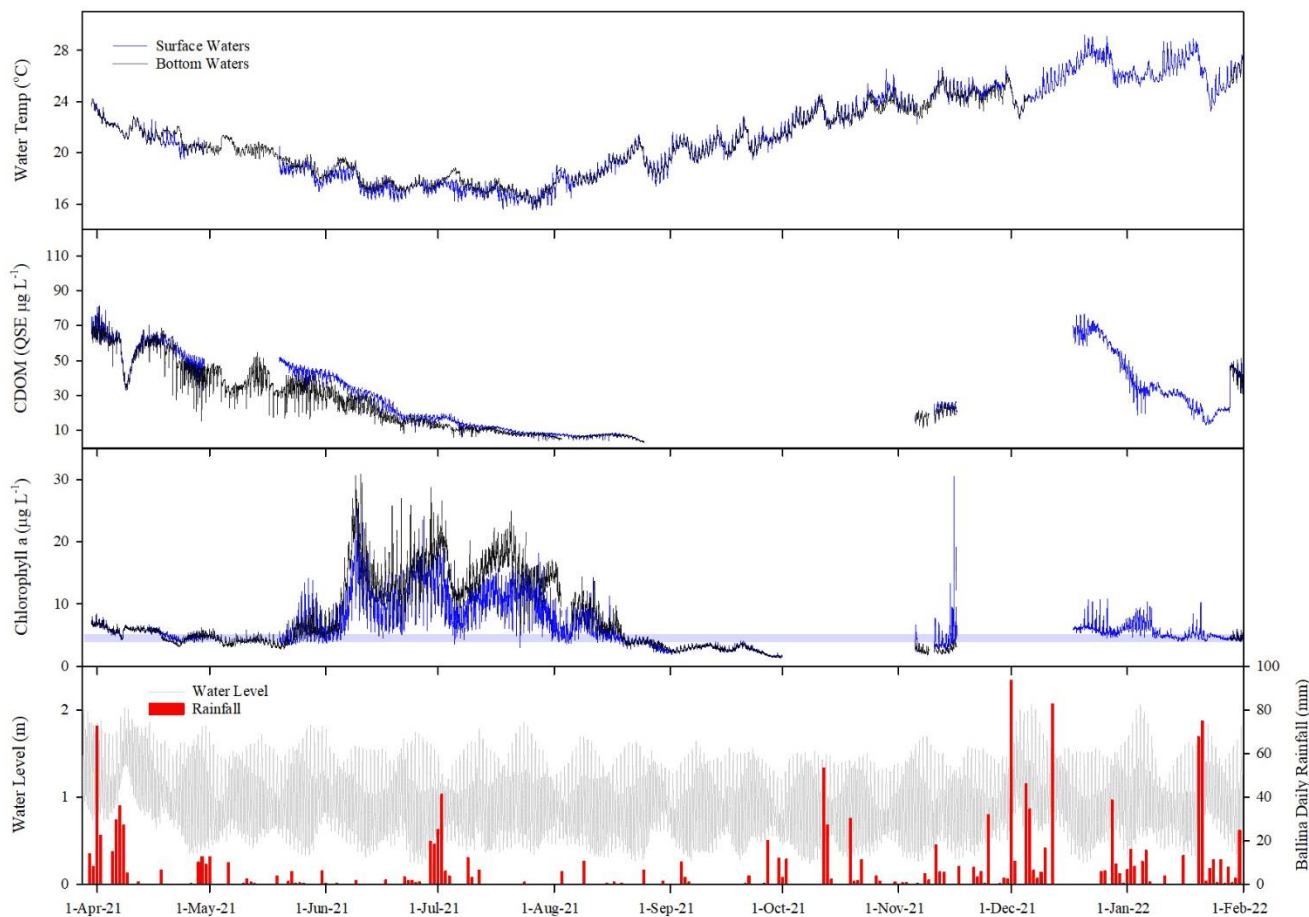 Water Temp (°C)
28
24
20
16
Surface Waters
Bottom Waters
CDOM (QSE µg L⁻¹)
110
90
70
50
30
10
Chlorophyll a (µg L⁻¹)
30
20
10
0
Water Level (m)
2
1
0
Water Level
Rainfall
100
80
60
40
20
0
Ballina Daily Rainfall (mm)
1-Apr-21 1-May-21 1-Jun-21 1-Jul-21 1-Aug-21 1-Sep-21 1-Oct-21 1-Nov-21 1-Dec-21 1-Jan-22 1-Feb-22